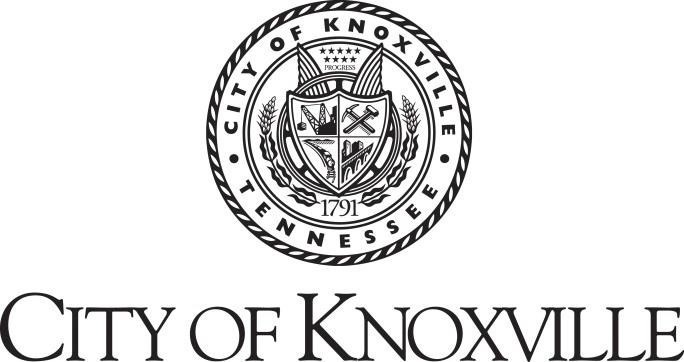 CITY OF KNOXVILLE
PROGRESS
1791
TENNESSEE
CITY OF KNOXVILLE